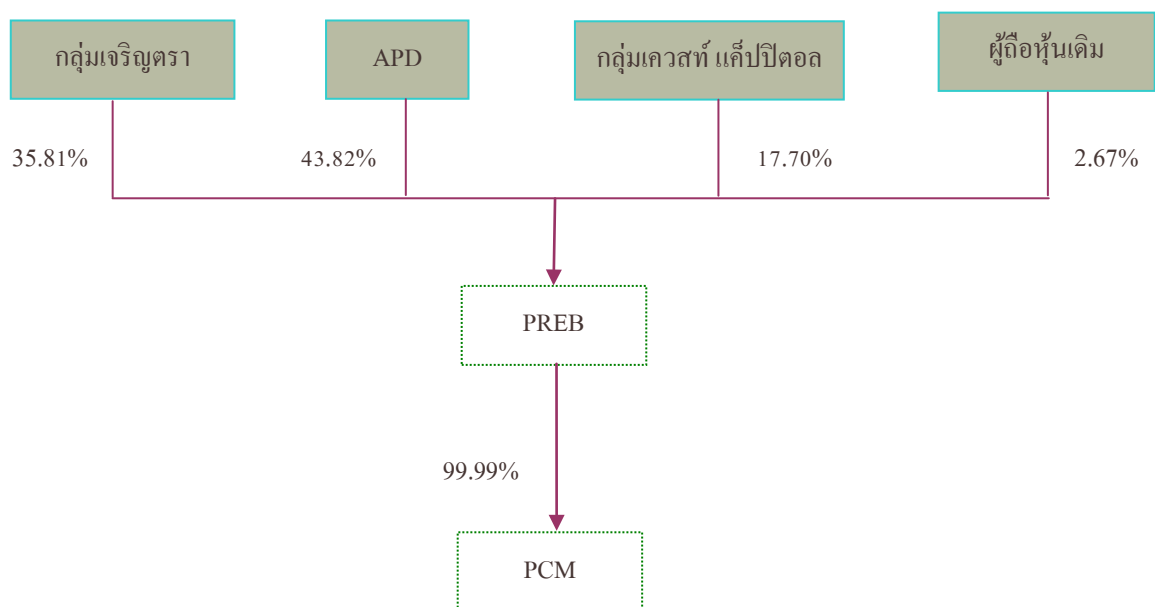 กลุ่มเจริญตรา
APD
กลุ่มเควสท์ แค็ปปิตอล
ผู้ถือหุ้นเดิม
35.81%
43.82%
17.70%
2.67%
PREB
99.99%
PCM